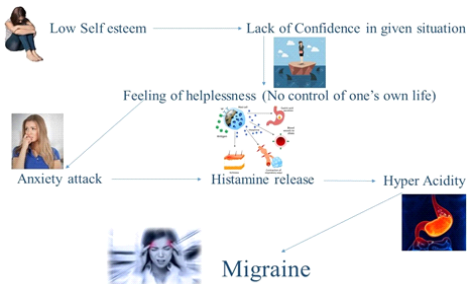 Low Self esteem
Lack of Confidence in given situation
Feeling of helplessness (No control of one's own life)
Anxiety attack
Histamine release
Hyper Acidity
Migraine